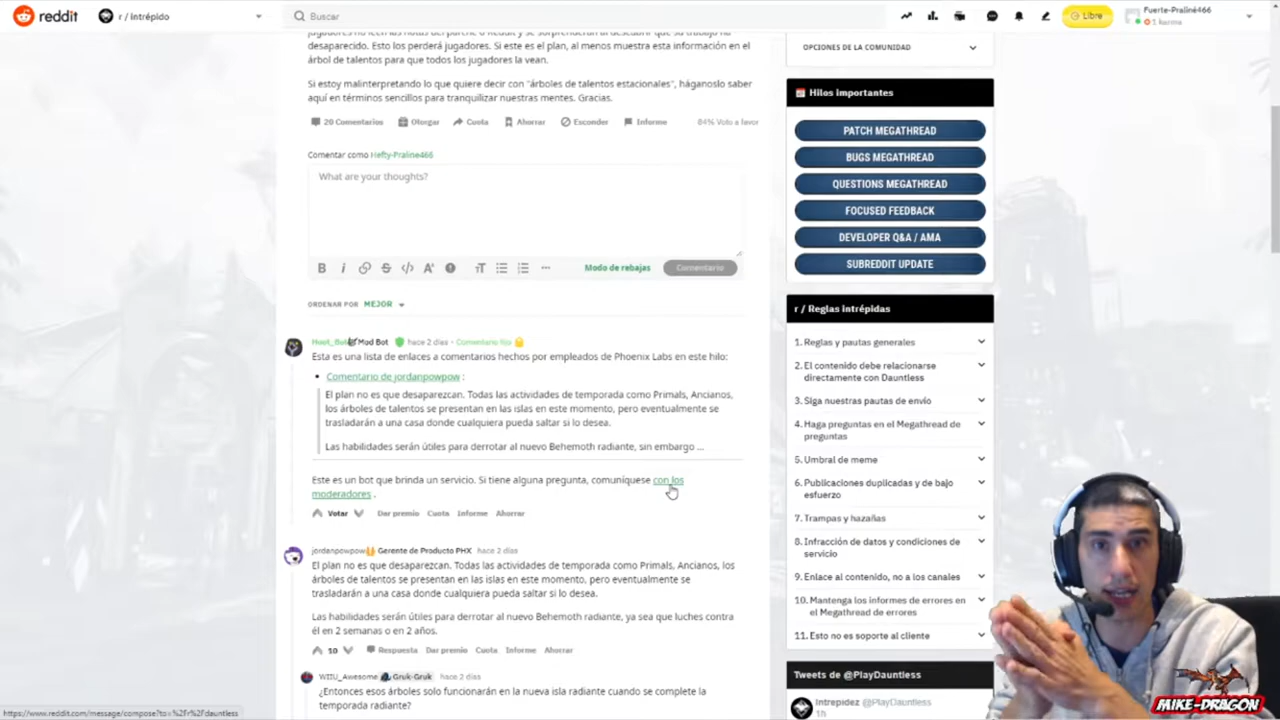 reddit
r / Intrépido
Buscar
Libre
Fuerte-Praliné466
1 karma
desaparecido. Esto los perderá jugadores. Si este es el plan, al menos muestra esta información en el
árbol de talentos para que todos los jugadores la vean.
Si estoy malinterpretando lo que quiere decir con "árboles de talentos estacionales", háganoslo saber
aquí en términos sencillos para tranquilizar nuestras mentes. Gracias.
20 Comentarios
Otorgar
Cuota
Ahorrar
Esconder
Informe
84% Voto a favor
Comentar como Hefty-Praline466
What are your thoughts?
Modo de rebajas
Comentario
ORDENAR POR MEJOR
Mod Bot hace 2 días · Comentario fijo
Esta es una lista de enlaces a comentarios hechos por empleados de Phoenix Labs en este hilo:
• Comentario de jordanpowpow :
El plan no es que desaparezcan. Todas las actividades de temporada como Primals, Ancianos,
los árboles de talentos se presentan en las islas en este momento, pero eventualmente se
trasladarán a una casa donde cualquiera pueda saltar si lo desea.
Las habilidades serán útiles para derrotar al nuevo Behemoth radiante, sin embargo ...
Este es un bot que brinda un servicio. Si tiene alguna pregunta, comuníquese con los
moderadores .
Votar
Dar premio
Cuota
Informe
Ahorrar
jordanpowpow Gerente de Producto PHX hace 2 días
El plan no es que desaparezcan. Todas las actividades de temporada como Primals, Ancianos, los
árboles de talentos se presentan en las islas en este momento, pero eventualmente se
trasladarán a una casa donde cualquiera pueda saltar si lo desea.
Las habilidades serán útiles para derrotar al nuevo Behemoth radiante, ya sea que luches contra
él en 2 semanas o en 2 años.
10
Respuesta
Dar premio
Cuota
Informe
Ahorrar
WIIU_Awesome Gruk-Gruk hace 2 días
¿Entonces esos árboles solo funcionarán en la nueva isla radiante cuando se complete la
temporada radiante?
https://www.reddit.com/message/compose?to=%2Fr%2Fdauntless
OPCIONES DE LA COMUNIDAD
Hilos importantes
PATCH MEGATHREAD
BUGS MEGATHREAD
QUESTIONS MEGATHREAD
FOCUSED FEEDBACK
DEVELOPER Q&A / AMA
SUBREDDIT UPDATE
r / Reglas intrépidas
1. Reglas y pautas generales
2. El contenido debe relacionarse
directamente con Dauntless
3. Siga nuestras pautas de envío
4. Haga preguntas en el Megathread de
preguntas
5. Umbral de meme
6. Publicaciones duplicadas y de bajo
esfuerzo
7. Trampas y hazañas
8. Infracción de datos y condiciones de
servicio
9. Enlace al contenido, no a los canales
10. Mantenga los informes de errores en
el Megathread de errores
11. Esto no es soporte al cliente
Tweets de @PlayDauntless
Intrepidez @PlayDauntless
1h
MIKE-DRAGON